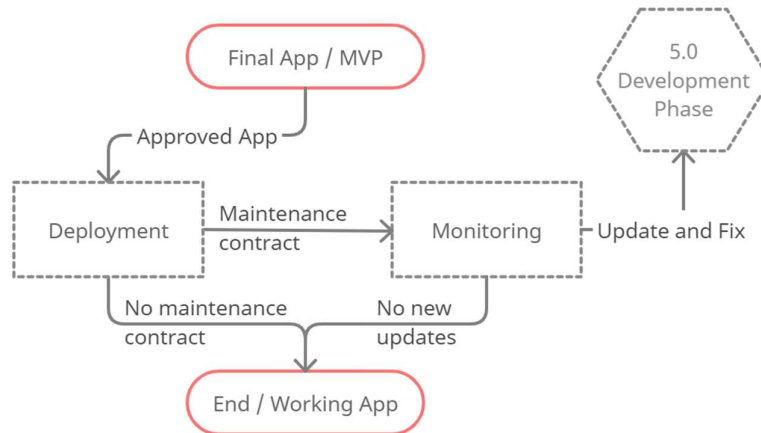 Final App / MVP
5.0
Development
Phase
Approved App
Deployment
Maintenance
contract
Monitoring
Update and Fix
No maintenance
contract
No new
updates
End / Working App